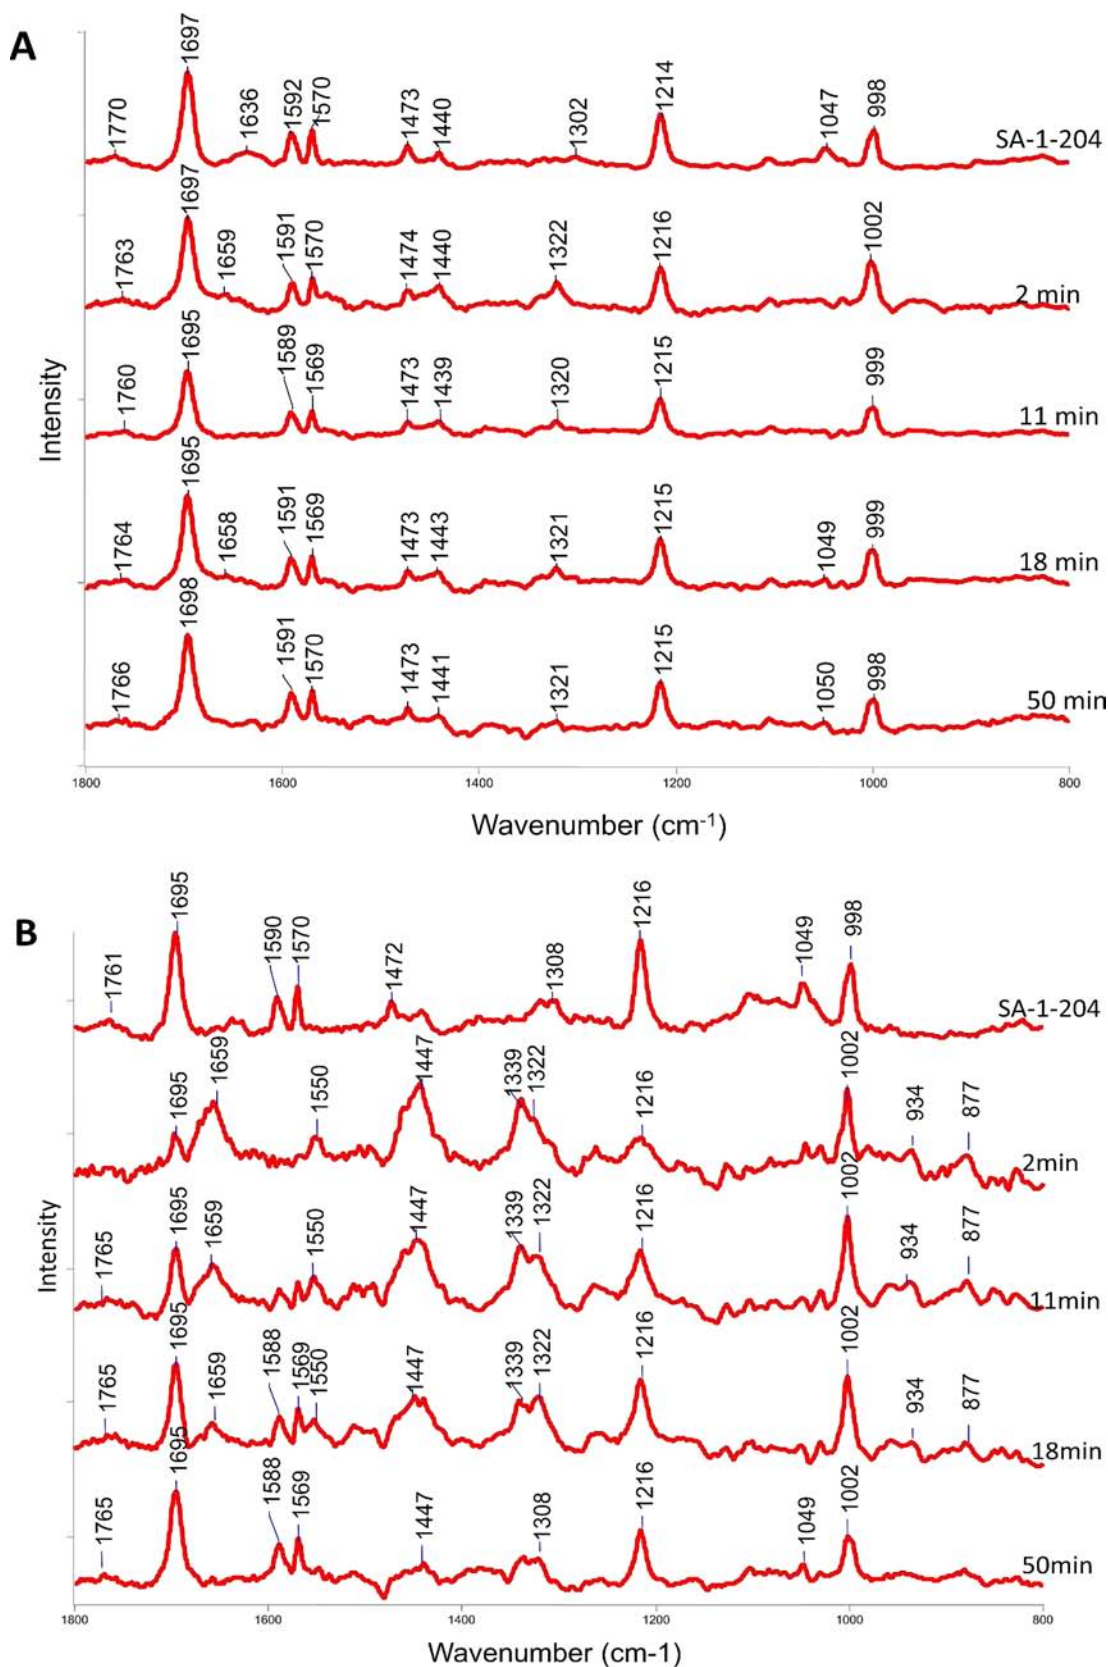 A
1770 1697 1636 1592 1570 1473 1440 1302 1214 1047 998 SA-1-204
1763 1697 1659 1591 1570 1474 1440 1322 1216 1002 2 min
1760 1695 1589 1569 1473 1439 1320 1215 999 11 min
1764 1695 1658 1591 1569 1473 1443 1321 1215 1049 999 18 min
1766 1698 1591 1570 1473 1441 1321 1215 1050 998 50 min
Intensity
1800 1600 1400 1200 1000 800
Wavenumber (cm⁻¹)
B
1761 1695 1590 1570 1472 1308 1216 1049 998 SA-1-204
1695 1659 1550 1447 1339 1322 1216 1002 934 877 2min
1765 1695 1659 1550 1447 1339 1322 1216 1002 934 877 11min
1765 1695 1659 1588 1569 1550 1447 1339 1322 1216 1002 934 877 18min
1765 1695 1588 1569 1447 1308 1216 1049 1002 50min
Intensity
1800 1600 1400 1200 1000 800
Wavenumber (cm-1)